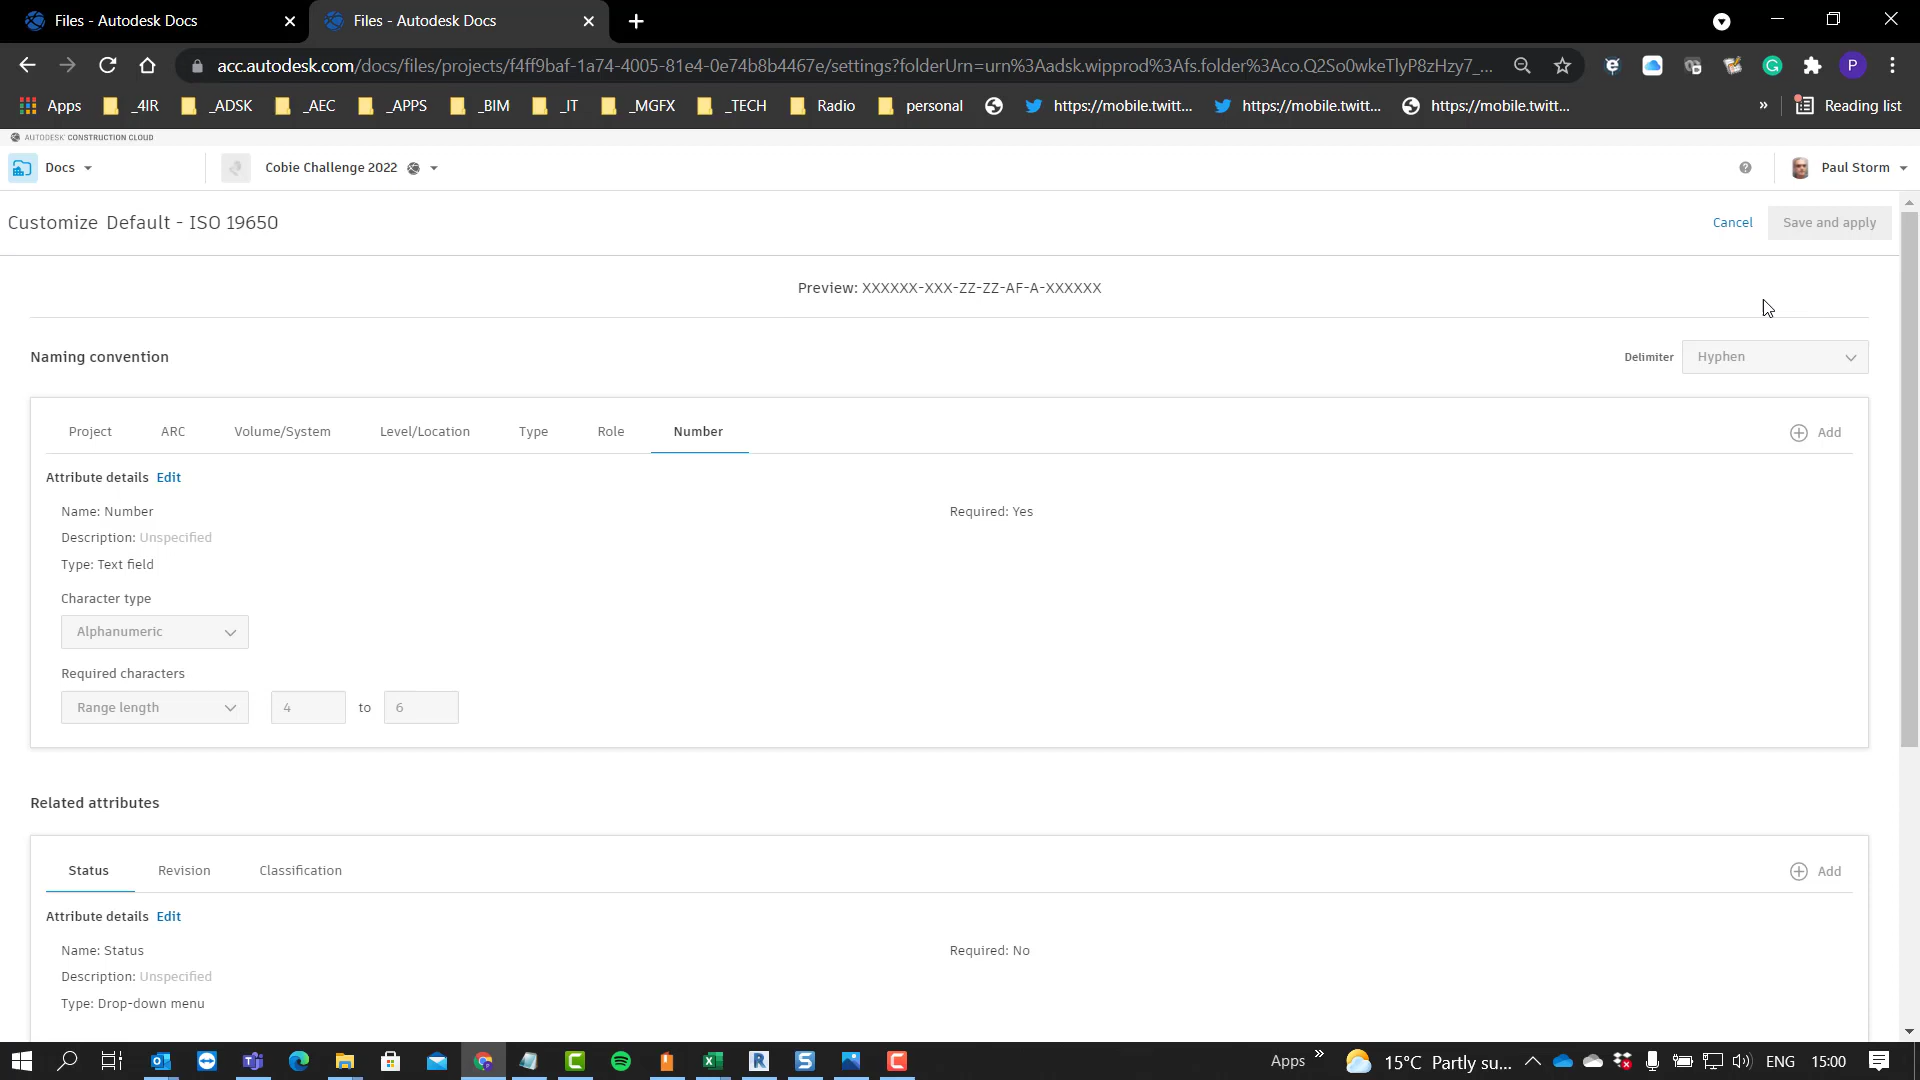 Files - Autodesk Docs
Files - Autodesk Docs
acc.autodesk.com/docs/files/projects/f4ff9baf-1a74-4005-81e4-0e74b8b4467e/settings?folderUrn=urn%3Aadsk.wipprod%3Afs.folder%3Aco.Q2So0wkeTlyP8zHzy7_...
P
Apps _4IR _ADSK _AEC _APPS _BIM _IT _MGFX _TECH Radio personal https://mobile.twitt... https://mobile.twitt... https://mobile.twitt... » Reading list
AUTODESK CONSTRUCTION CLOUD
Docs Cobie Challenge 2022 Paul Storm
Customize Default - ISO 19650 Cancel Save and apply
Preview: XXXXXX-XXX-ZZ-ZZ-AF-A-XXXXXX
Naming convention Delimiter Hyphen
Project ARC Volume/System Level/Location Type Role Number Add
Attribute details Edit
Name: Number Required: Yes
Description: Unspecified
Type: Text field
Character type
Alphanumeric
Required characters
Range length 4 to 6
Related attributes
Status Revision Classification Add
Attribute details Edit
Name: Status Required: No
Description: Unspecified
Type: Drop-down menu
Apps » 15°C Partly su... ENG 15:00